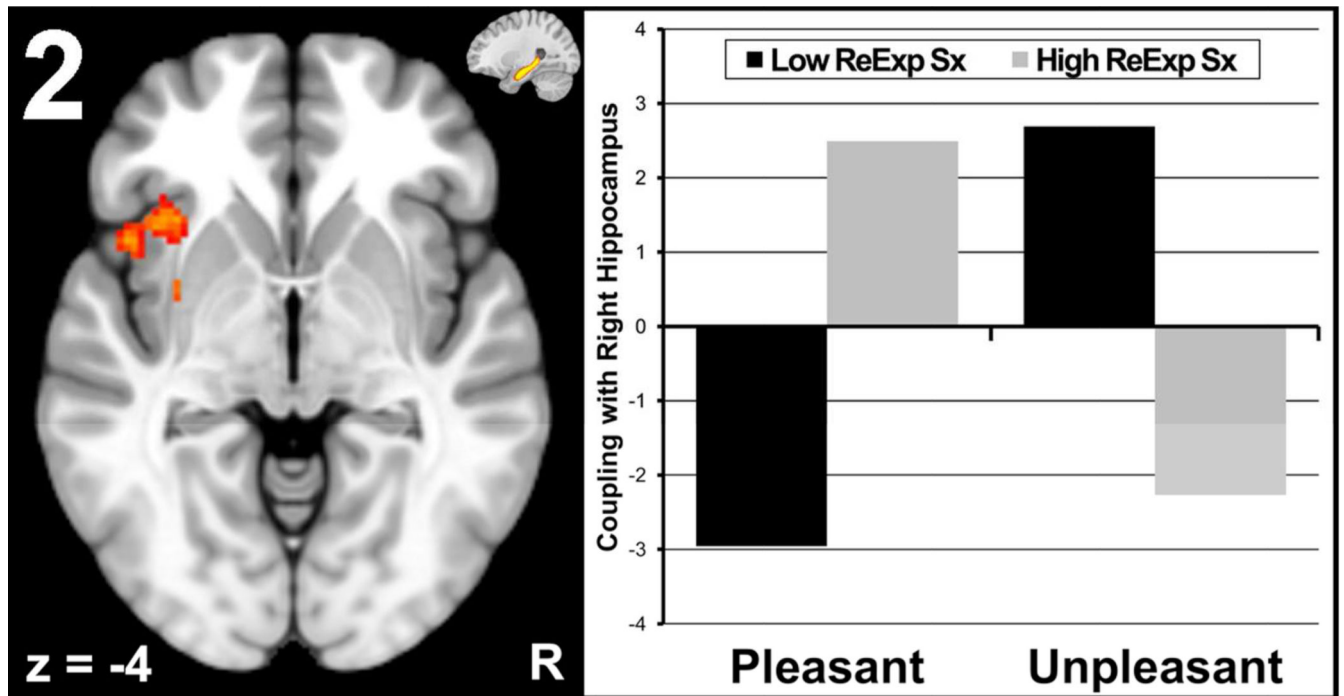 2
z = -4
R
Low ReExp Sx
High ReExp Sx
Coupling with Right Hippocampus
4
3
2
1
0
-1
-2
-3
-4
Pleasant
Unpleasant